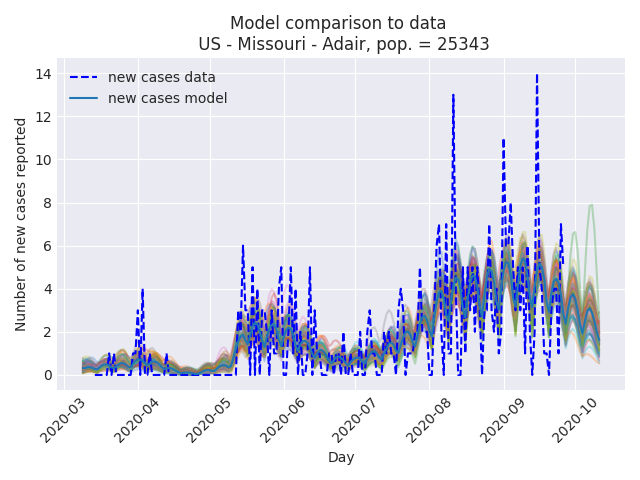 Model comparison to data
US - Missouri - Adair, pop. = 25343
new cases data
new cases model
Number of new cases reported
14
12
10
8
6
4
2
0
2020-03
2020-04
2020-05
2020-06
2020-07
2020-08
2020-09
2020-10
Day